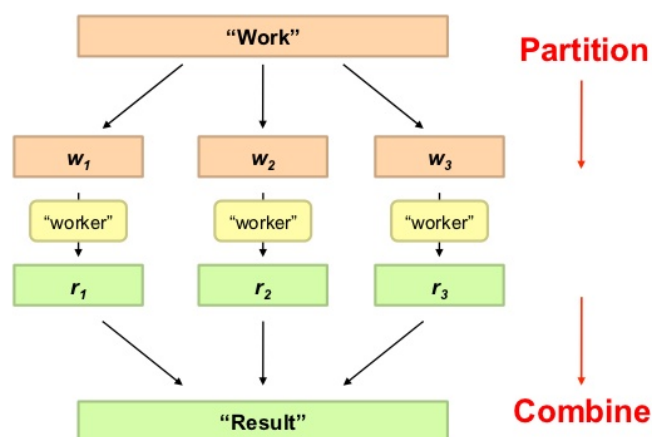 “Work”
Partition
w1
w2
w3
“worker”
“worker”
“worker”
r1
r2
r3
“Result”
Combine